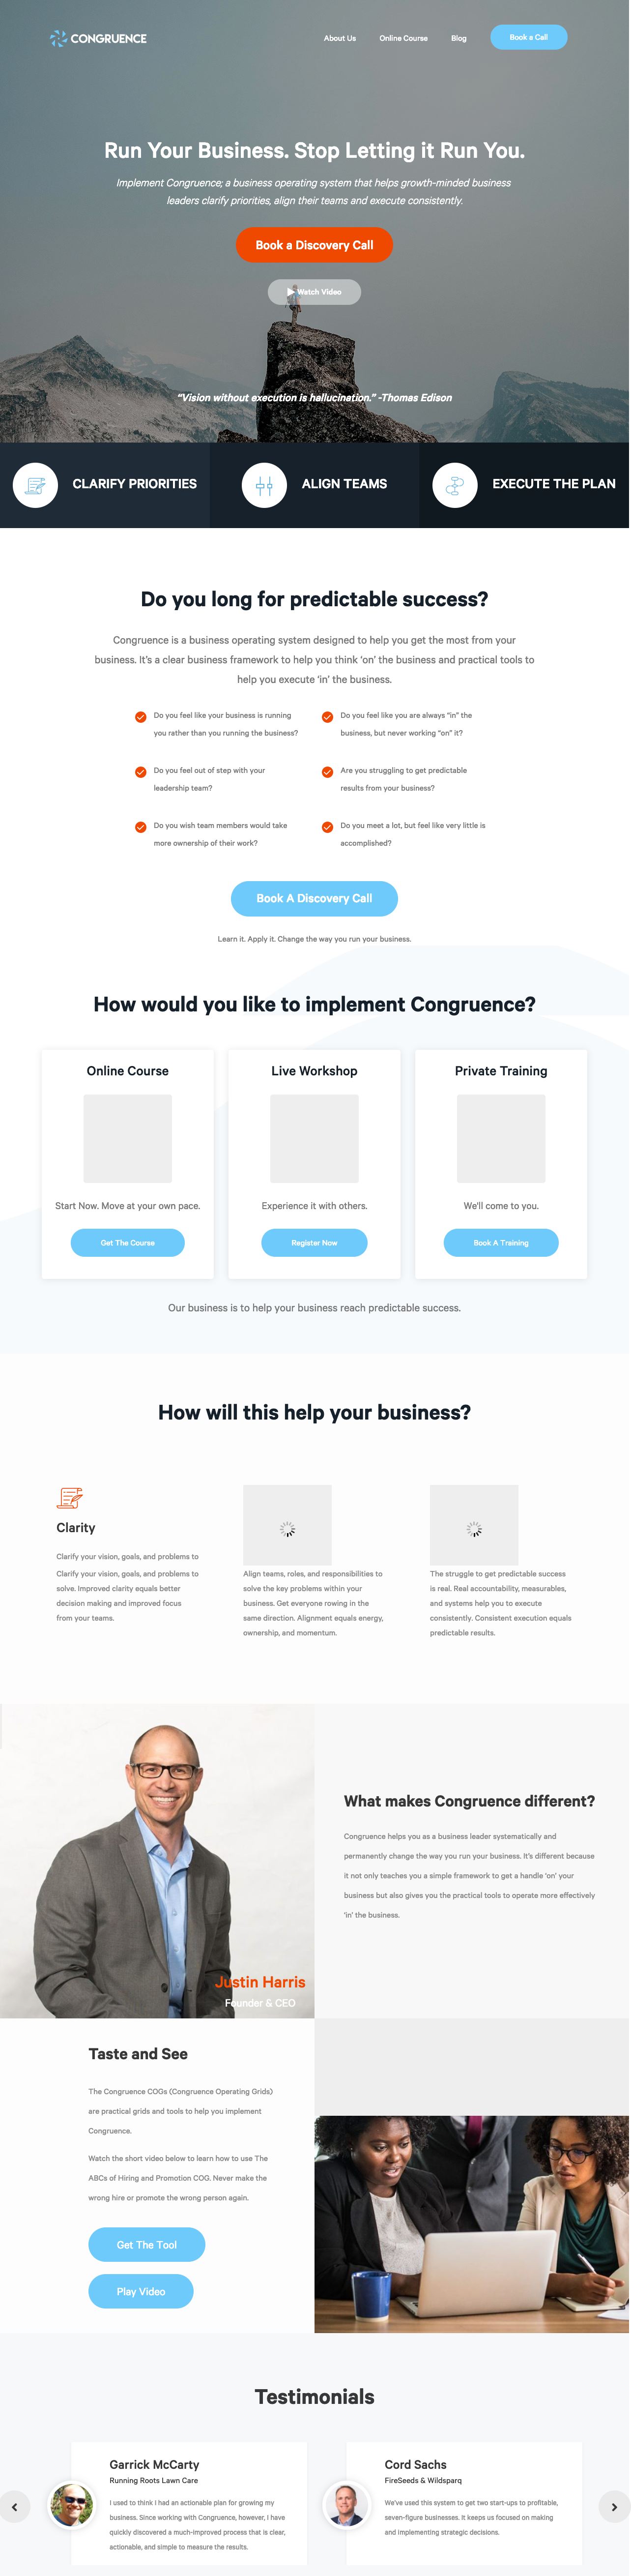 CONGRUENCE
About Us
Online Course
Blog
Book a Call
Run Your Business. Stop Letting it Run You.
Implement Congruence; a business operating system that helps growth-minded business
leaders clarify priorities, align their teams and execute consistently.
Book a Discovery Call
Watch Video
“Vision without execution is hallucination.” -Thomas Edison
CLARIFY PRIORITIES
ALIGN TEAMS
EXECUTE THE PLAN
Do you long for predictable success?
Congruence is a business operating system designed to help you get the most from your
business. It’s a clear business framework to help you think ‘on’ the business and practical tools to
help you execute ‘in’ the business.
Do you feel like your business is running
you rather than you running the business?
Do you feel like you are always “in” the
business, but never working “on” it?
Do you feel out of step with your
leadership team?
Are you struggling to get predictable
results from your business?
Do you wish team members would take
more ownership of their work?
Do you meet a lot, but feel like very little is
accomplished?
Book A Discovery Call
Learn it. Apply it. Change the way you run your business.
How would you like to implement Congruence?
Online Course
Start Now. Move at your own pace.
Get The Course
Live Workshop
Experience it with others.
Register Now
Private Training
We'll come to you.
Book A Training
Our business is to help your business reach predictable success.
How will this help your business?
Clarity
Clarify your vision, goals, and problems to
Clarify your vision, goals, and problems to
solve. Improved clarity equals better
decision making and improved focus
from your teams.
Align teams, roles, and responsibilities to
solve the key problems within your
business. Get everyone rowing in the
same direction. Alignment equals energy,
ownership, and momentum.
The struggle to get predictable success
is real. Real accountability, measurables,
and systems help you to execute
consistently. Consistent execution equals
predictable results.
Justin Harris
Founder & CEO
What makes Congruence different?
Congruence helps you as a business leader systematically and
permanently change the way you run your business. It’s different because
it not only teaches you a simple framework to get a handle ‘on’ your
business but also gives you the practical tools to operate more effectively
‘in’ the business.
Taste and See
The Congruence COGs (Congruence Operating Grids)
are practical grids and tools to help you implement
Congruence.
Watch the short video below to learn how to use The
ABCs of Hiring and Promotion COG. Never make the
wrong hire or promote the wrong person again.
Get The Tool
Play Video
Testimonials
Garrick McCarty
Running Roots Lawn Care
I used to think I had an actionable plan for growing my
business. Since working with Congruence, however, I have
quickly discovered a much-improved process that is clear,
actionable, and simple to measure the results.
Cord Sachs
FireSeeds & Wildsparq
We’ve used this system to get two start-ups to profitable,
seven-figure businesses. It keeps us focused on making
and implementing strategic decisions.